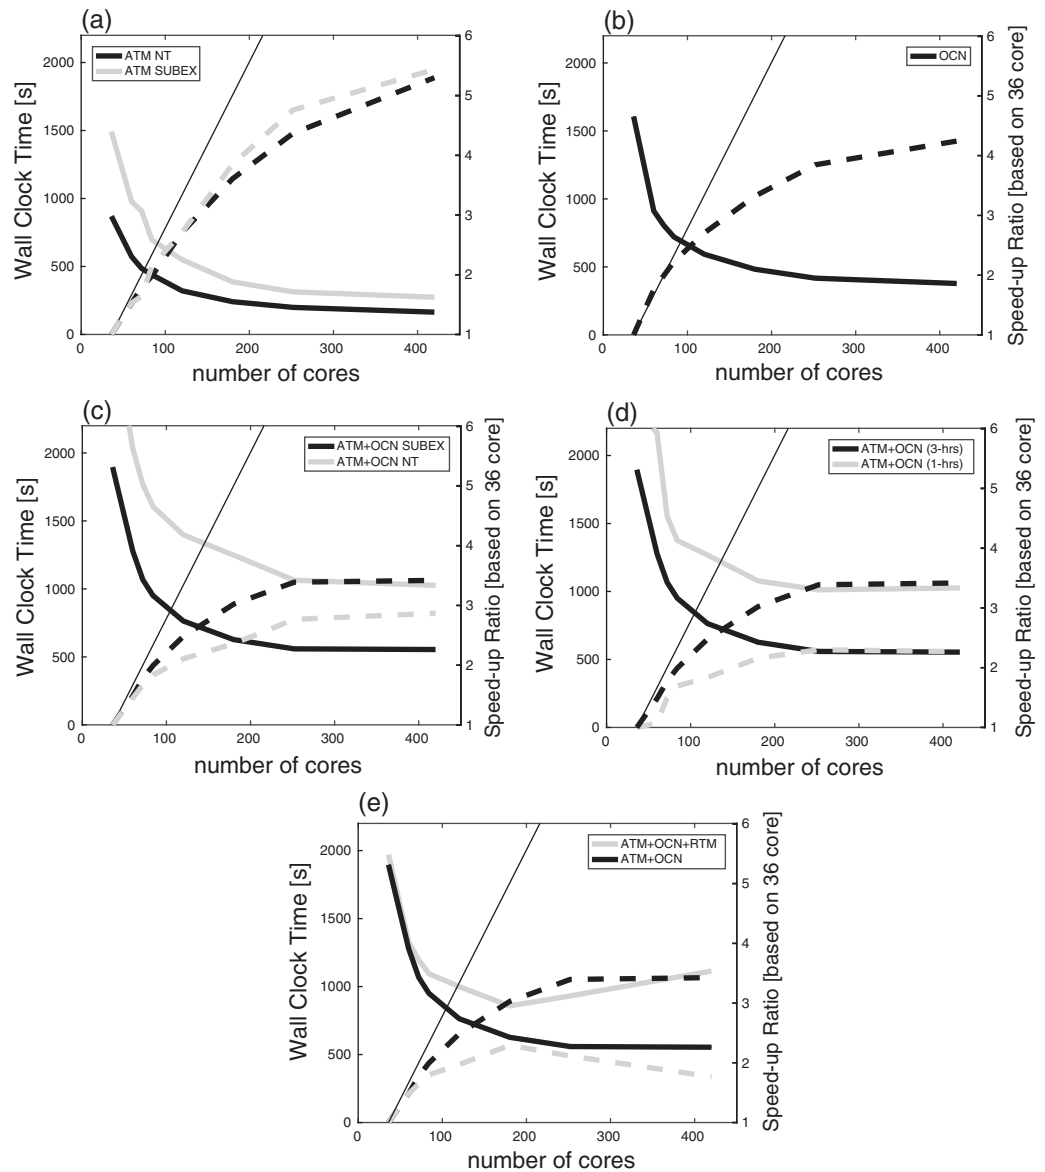 (a)
ATM NT
ATM SUBEX
Wall Clock Time [s]
2000
1500
1000
500
0
6
5
4
3
2
1
0
100
200
300
400
number of cores
(b)
OCN
2000
1500
1000
500
0
Wall Clock Time [s]
6
5
4
3
2
1
Speed-up Ratio [based on 36 core]
0
100
200
300
400
number of cores
(c)
ATM+OCN SUBEX
ATM+OCN NT
Wall Clock Time [s]
2000
1500
1000
500
0
6
5
4
3
2
1
Speed-up Ratio [based on 36 core]
0
100
200
300
400
number of cores
(d)
ATM+OCN (3-hrs)
ATM+OCN (1-hrs)
Wall Clock Time [s]
2000
1500
1000
500
0
6
5
4
3
2
1
Speed-up Ratio [based on 36 core]
0
100
200
300
400
number of cores
(e)
ATM+OCN+RTM
ATM+OCN
Wall Clock Time [s]
2000
1500
1000
500
0
6
5
4
3
2
1
Speed-up Ratio [based on 36 core]
0
100
200
300
400
number of cores